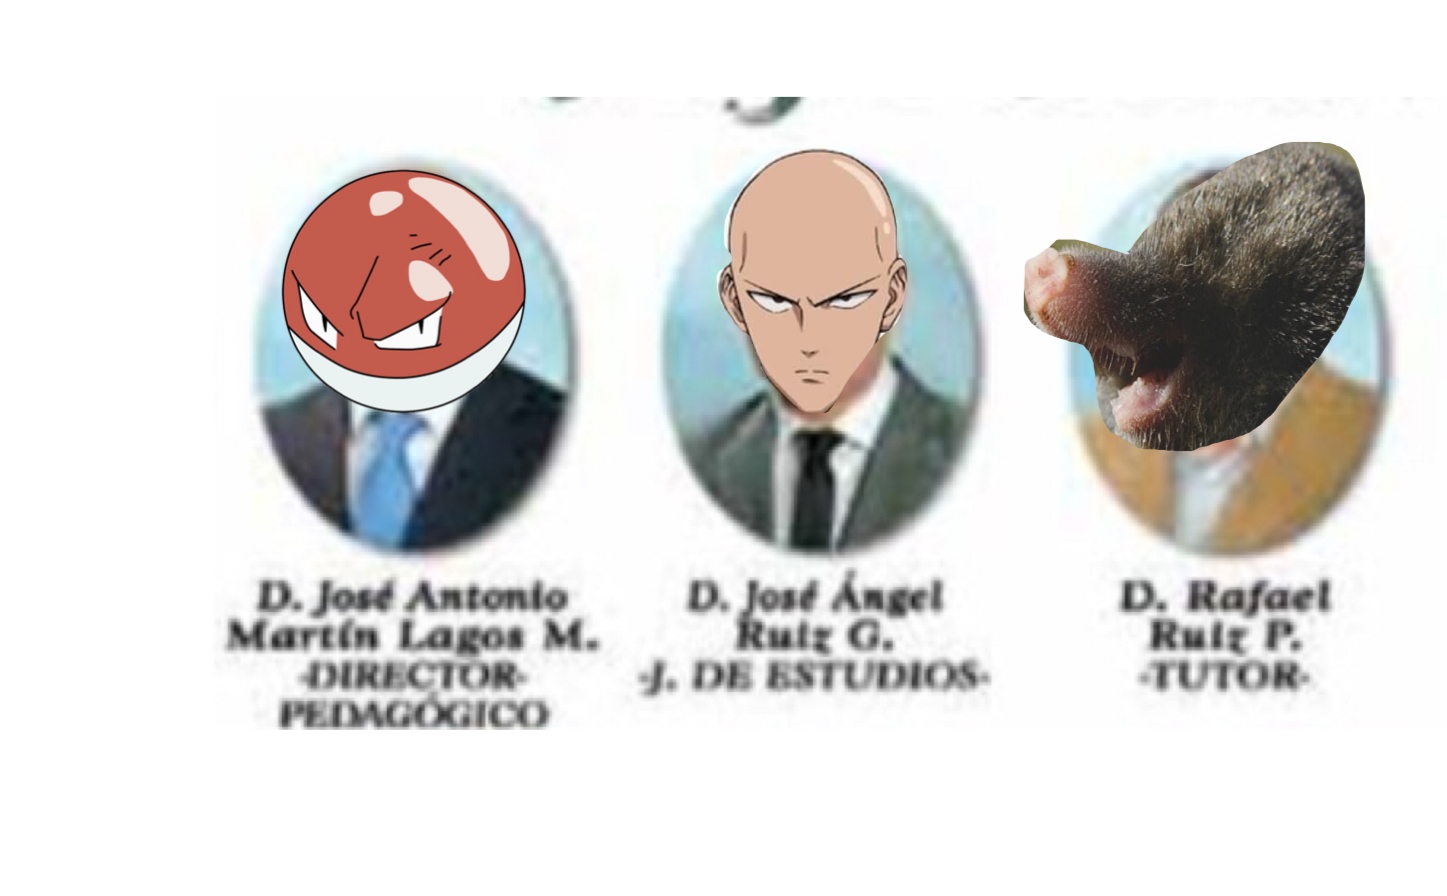 D. José Antonio
Martín Lagos M.
-DIRECTOR-
PEDAGÓGICO
D. José Ángel
Ruiz G.
-J. DE ESTUDIOS-
D. Rafael
Ruiz P.
-TUTOR-